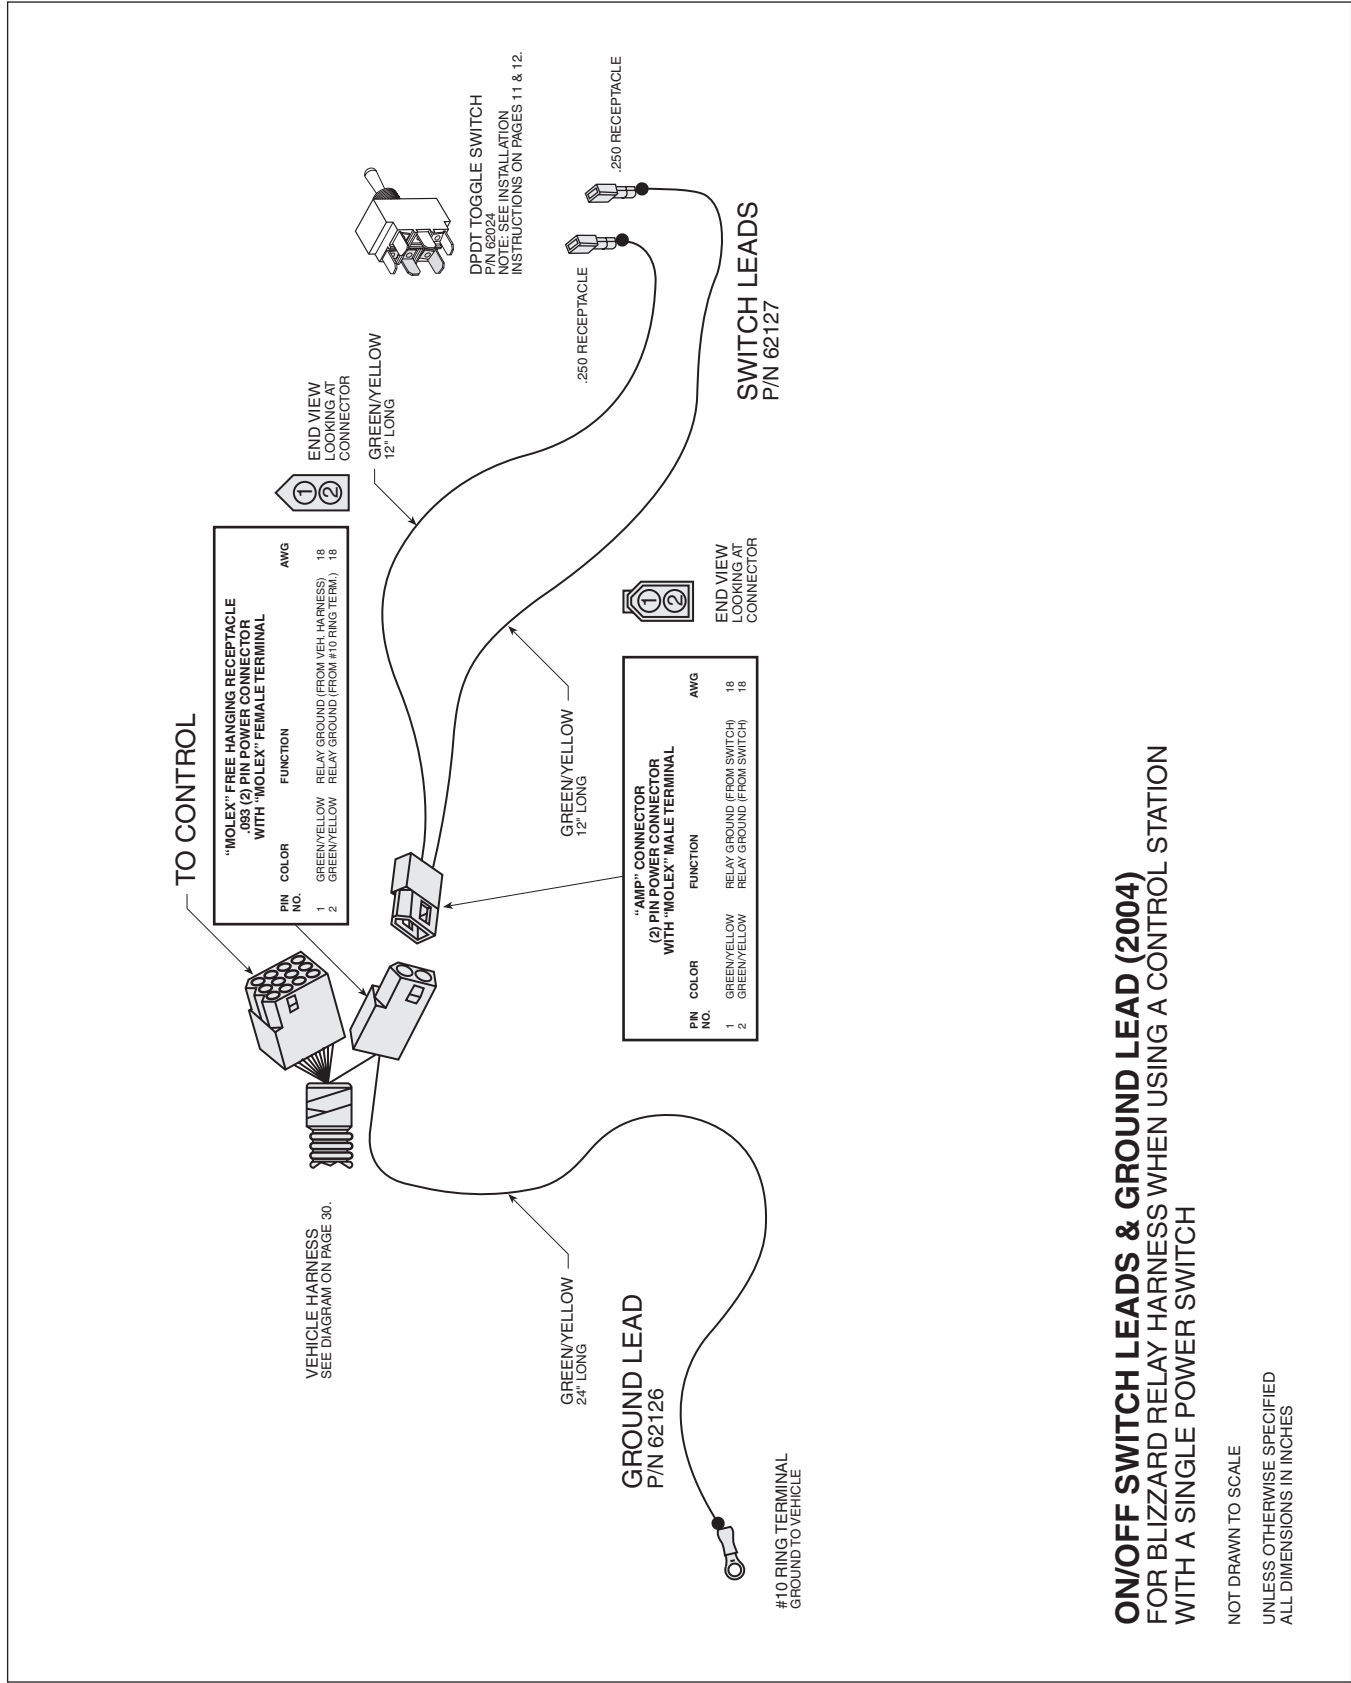 TO CONTROL
"MOLEX" FREE HANGING RECEPTACLE
.093 (2) PIN POWER CONNECTOR
WITH "MOLEX" FEMALE TERMINAL
PIN NO. COLOR FUNCTION AWG
1 GREEN/YELLOW RELAY GROUND (FROM VEH. HARNESS) 18
2 GREEN/YELLOW RELAY GROUND (FROM #10 RING TERM.) 18
1
2
END VIEW
LOOKING AT
CONNECTOR
GREEN/YELLOW
12" LONG
DPDT TOGGLE SWITCH
P/N 62024
NOTE: SEE INSTALLATION
INSTRUCTIONS ON PAGES 11 & 12.
.250 RECEPTACLE
.250 RECEPTACLE
SWITCH LEADS
P/N 62127
VEHICLE HARNESS
SEE DIAGRAM ON PAGE 30.
GREEN/YELLOW
24" LONG
GREEN/YELLOW
12" LONG
"AMP" CONNECTOR
(2) PIN POWER CONNECTOR
WITH "MOLEX" MALE TERMINAL
PIN NO. COLOR FUNCTION AWG
1 GREEN/YELLOW RELAY GROUND (FROM SWITCH) 18
2 GREEN/YELLOW RELAY GROUND (FROM SWITCH) 18
1
2
END VIEW
LOOKING AT
CONNECTOR
GROUND LEAD
P/N 62126
#10 RING TERMINAL
GROUND TO VEHICLE
ON/OFF SWITCH LEADS & GROUND LEAD (2004)
FOR BLIZZARD RELAY HARNESS WHEN USING A CONTROL STATION
WITH A SINGLE POWER SWITCH
NOT DRAWN TO SCALE
UNLESS OTHERWISE SPECIFIED
ALL DIMENSIONS IN INCHES